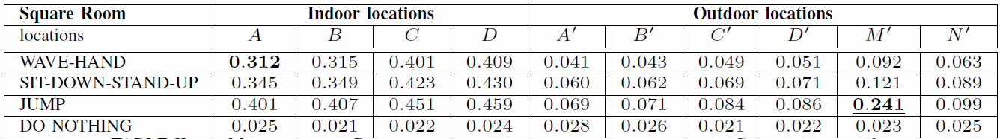 Square Room Indoor locations Outdoor locations
locations A B C D A′ B′ C′ D′ M′ N′
WAVE-HAND 0.312 0.315 0.401 0.409 0.041 0.043 0.049 0.051 0.092 0.063
SIT-DOWN-STAND-UP 0.345 0.349 0.423 0.430 0.060 0.062 0.069 0.071 0.121 0.089
JUMP 0.401 0.407 0.451 0.459 0.069 0.071 0.084 0.086 0.241 0.099
DO NOTHING 0.025 0.021 0.022 0.024 0.028 0.026 0.021 0.022 0.023 0.025